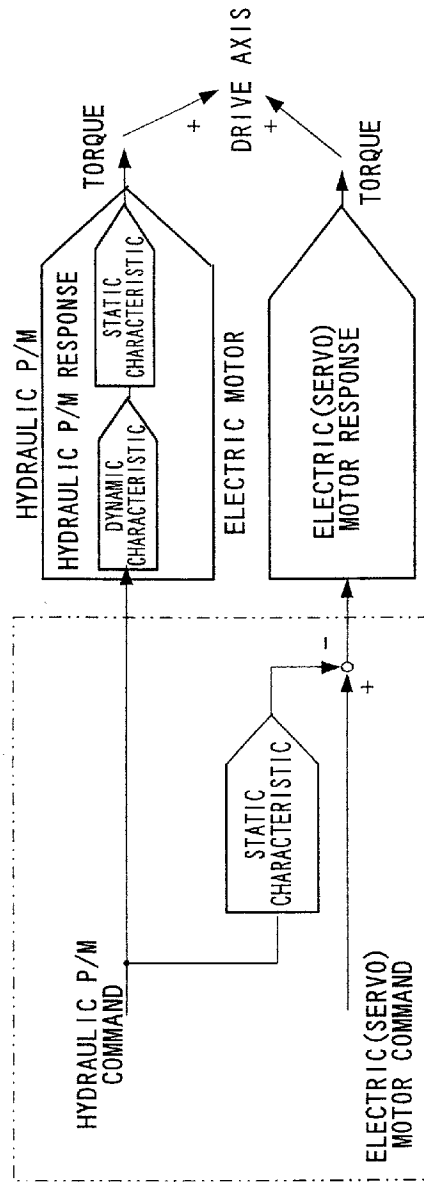 HYDRAULIC P/M
COMMAND
STATIC
CHARACTERISTIC
ELECTRIC(SERVO)
MOTOR COMMAND
+
-
HYDRAULIC P/M
HYDRAULIC P/M RESPONSE
DYNAMIC
CHARACTERISTIC
STATIC
CHARACTERISTIC
TORQUE
ELECTRIC MOTOR
ELECTRIC(SERVO)
MOTOR RESPONSE
TORQUE
+
DRIVE AXIS
+